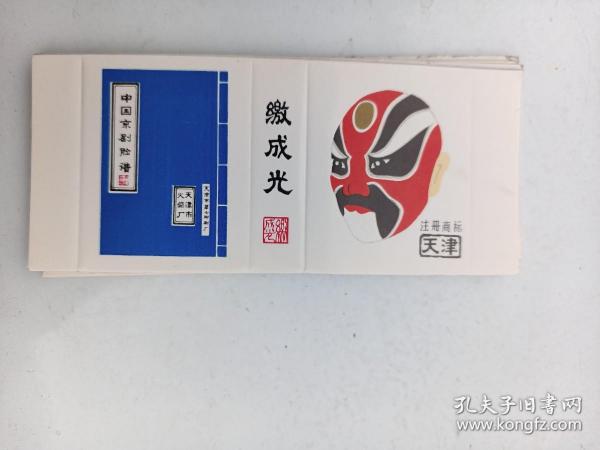 中国京剧脸谱
天津市
火柴厂
缴成光
注册商标
天津
孔夫子旧书网
www.kongfz.com